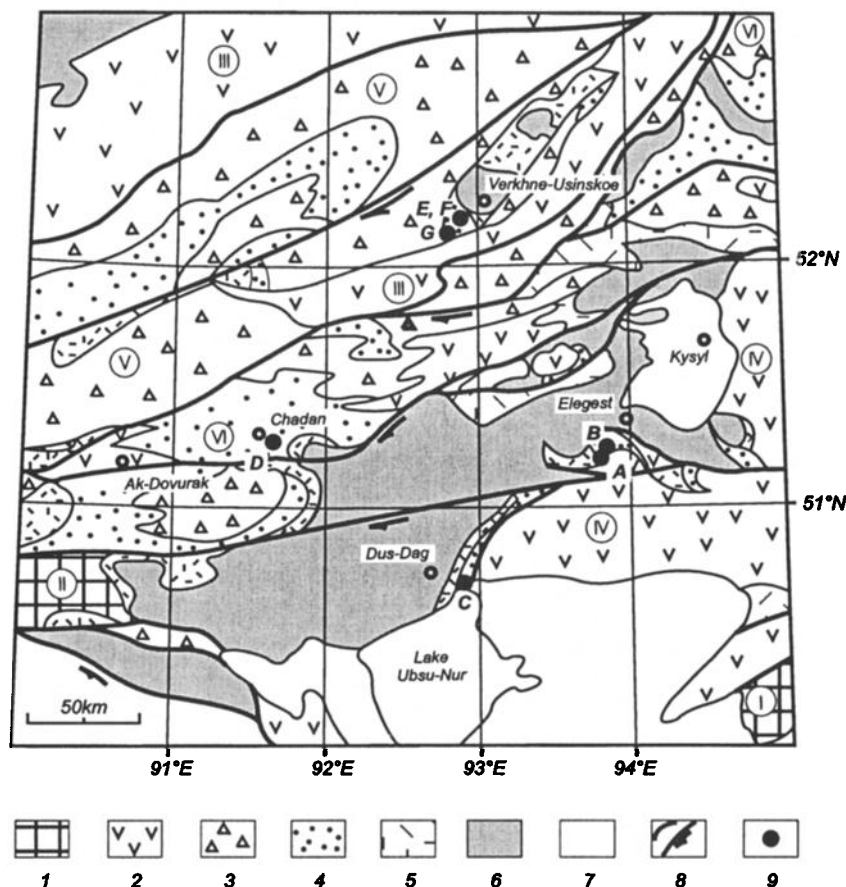 III
VI
V
Verkhne-Usinskoe
E, F
G
52°N
III
Kysyl
V
IV
Elegest
Chadan
VI
B
D
A
Ak-Dovurak
51°N
IV
Dus-Dag
II
C
Lake
Ubsu-Nur
I
50km
91°E 92°E 93°E 94°E
1 2 3 4 5 6 7 8 9